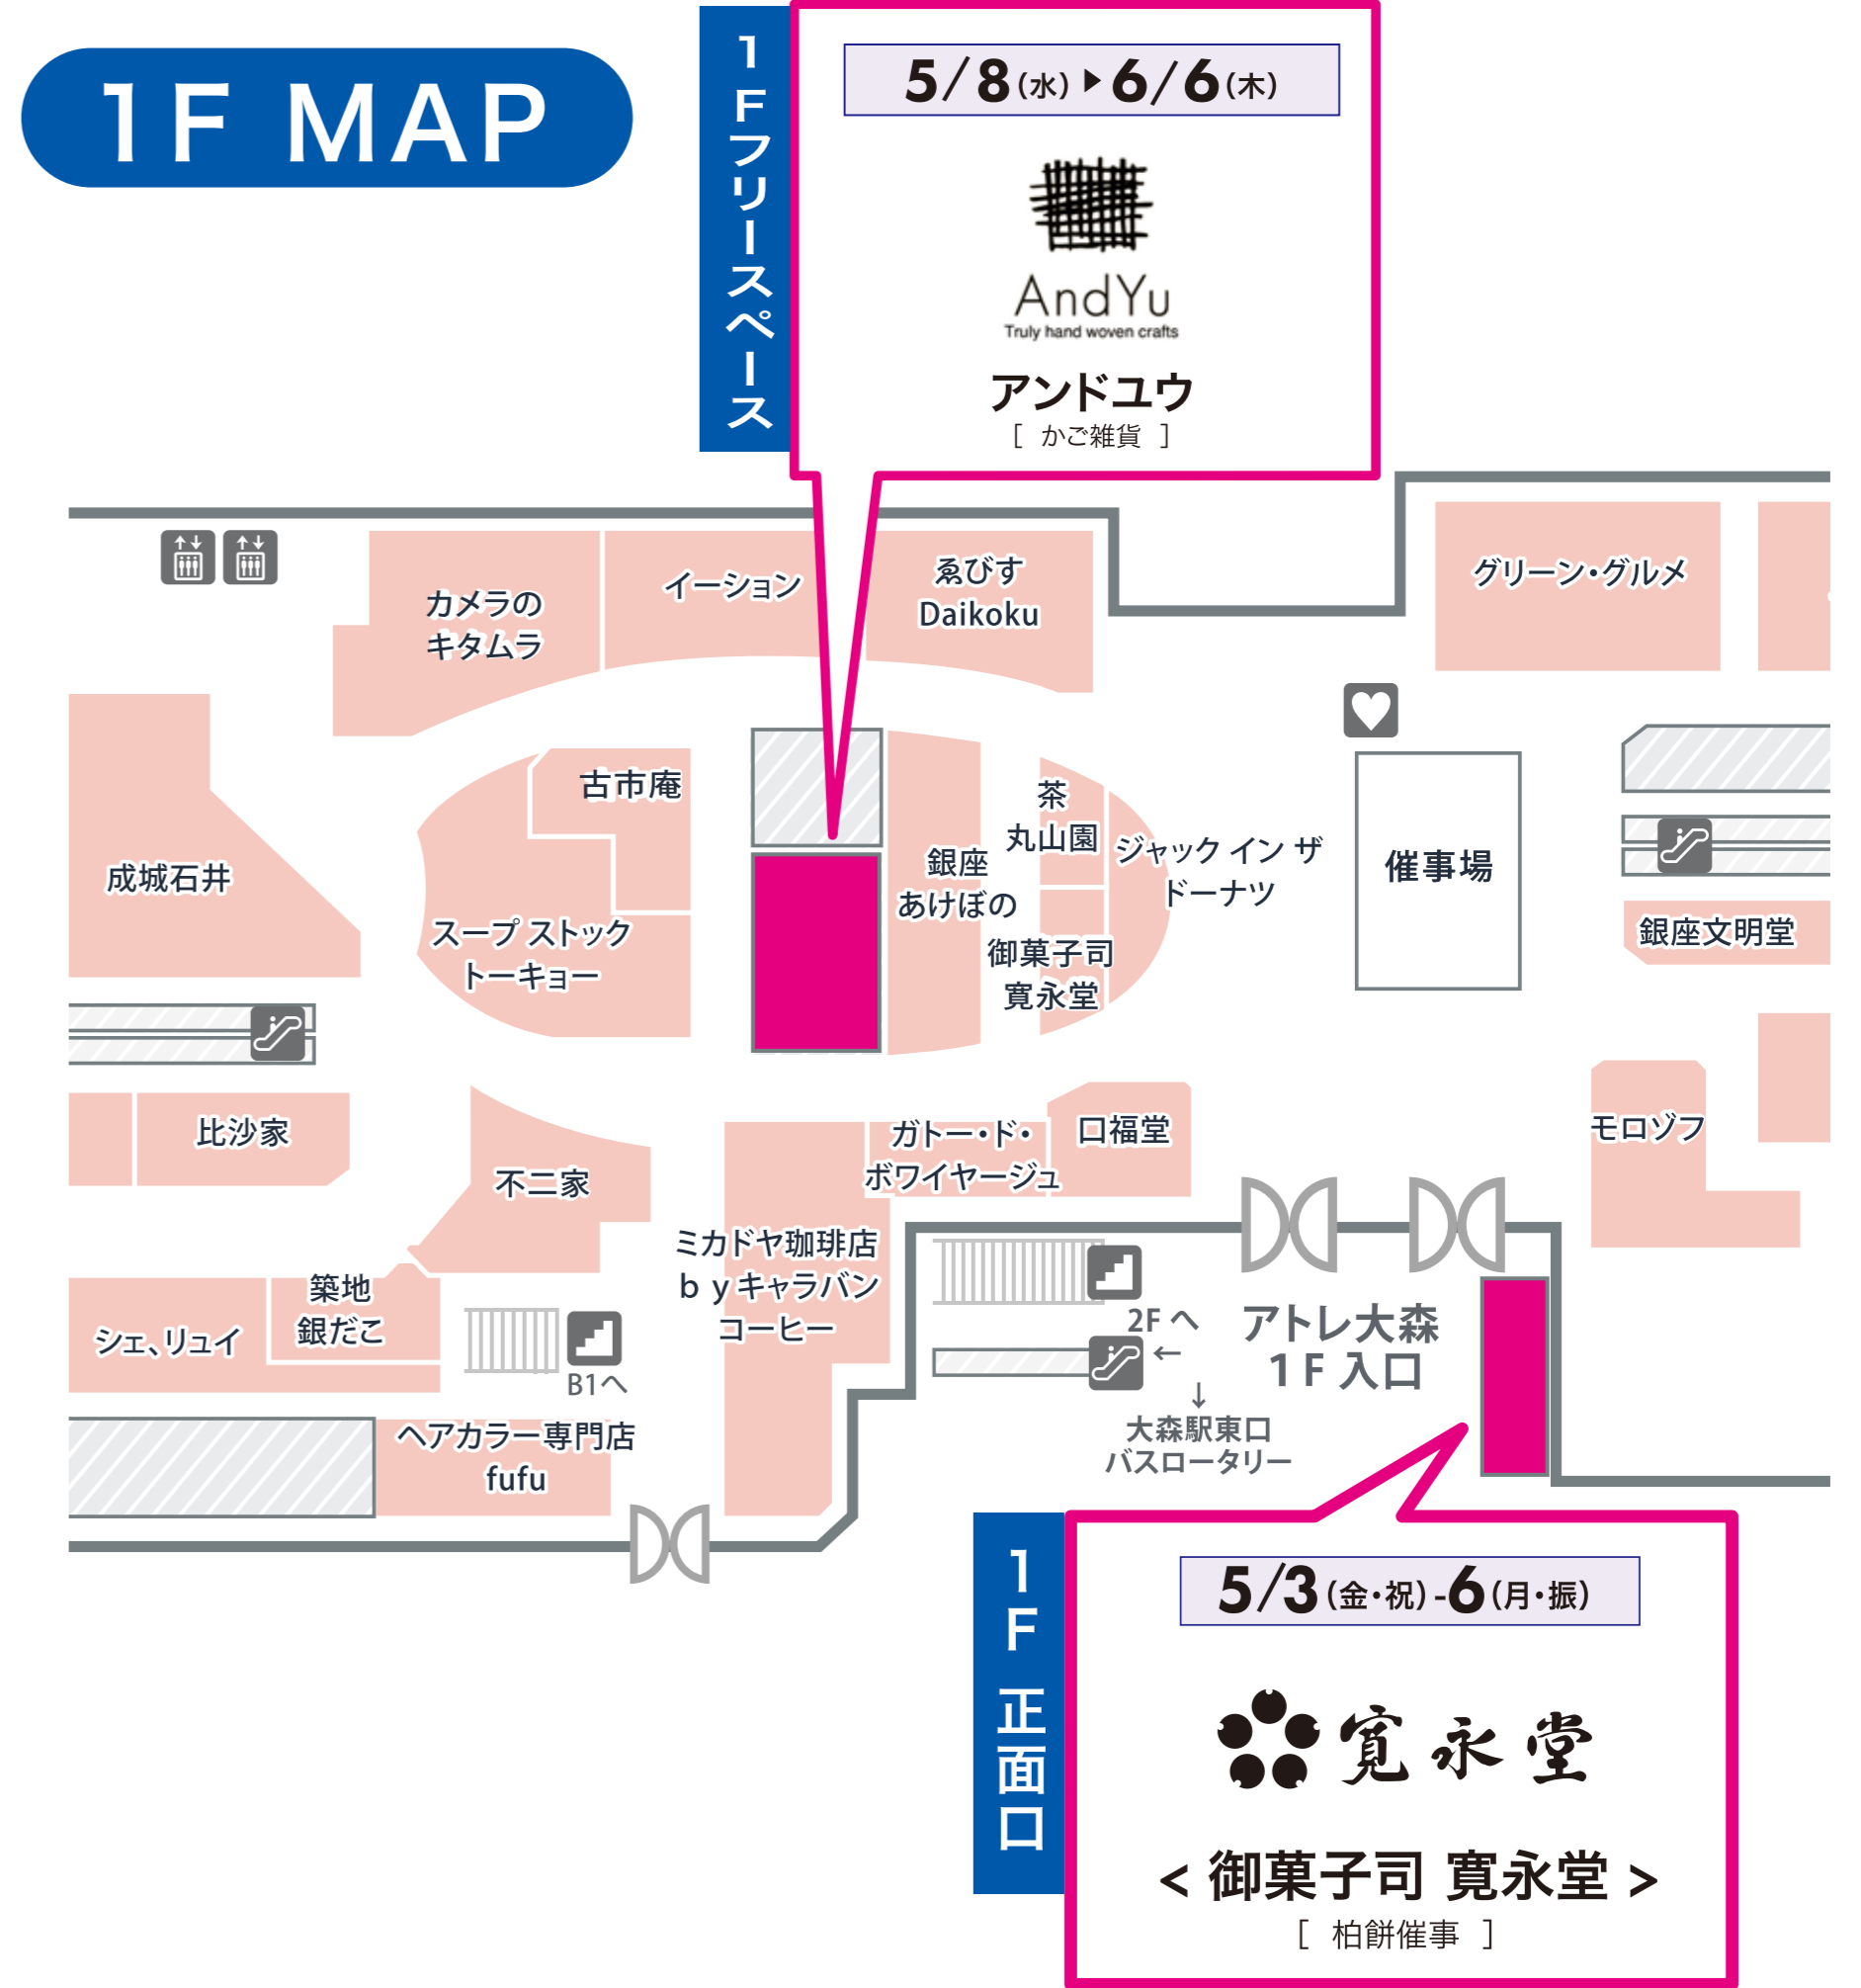 1F MAP
1Fフリースペース
5/8(水)▶6/6(木)
AndYu
Truly hand woven crafts
アンドユウ
[ かご雑貨 ]
カメラの
キタムラ
イーション
ゑびす
Daikoku
グリーン・グルメ
成城石井
古市庵
スープ ストック
トーキョー
銀座
あけぼの
茶
丸山園
御菓子司
寛永堂
ジャック イン ザ
ドーナツ
催事場
銀座文明堂
比沙家
不二家
ガトー・ド・
ボワイヤージュ
口福堂
モロゾフ
ミカドヤ珈琲店
ｂｙキャラバン
コーヒー
シェ、リュイ
築地
銀だこ
B1へ
ヘアカラー専門店
fufu
2Fへ
←
アトレ大森
1F 入口
↓
大森駅東口
バスロータリー
1F 正面口
5/3(金・祝)-6(月・振)
寛永堂
< 御菓子司 寛永堂 >
[ 柏餅催事 ]